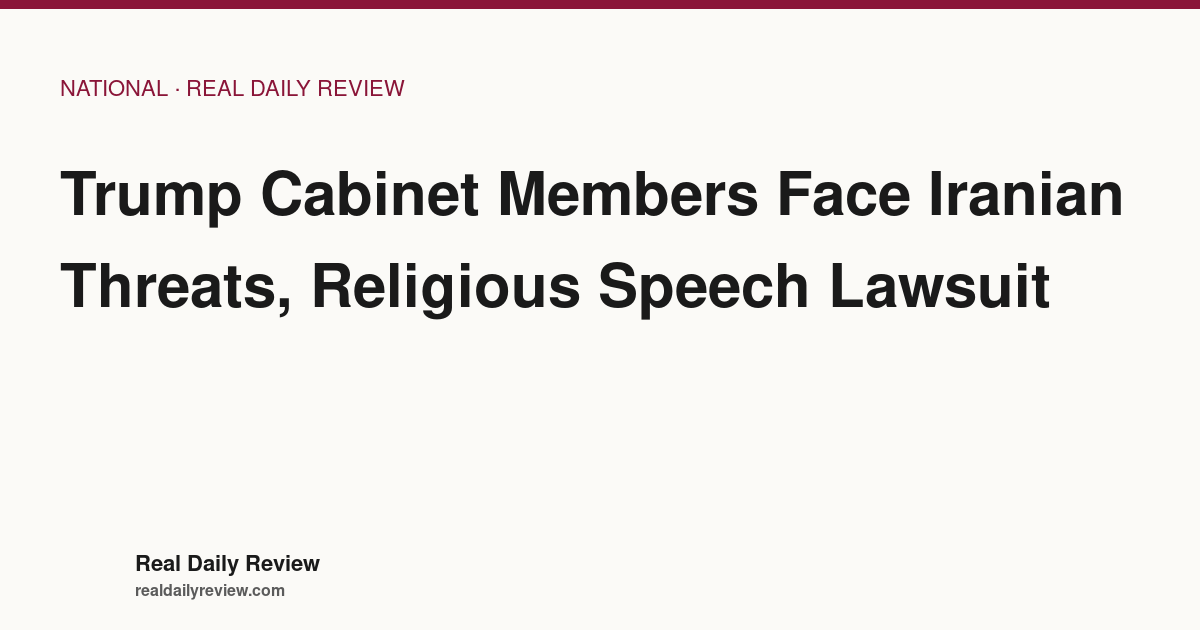 NATIONAL · REAL DAILY REVIEW
Trump Cabinet Members Face Iranian
Threats, Religious Speech Lawsuit
Real Daily Review
realdailyreview.com